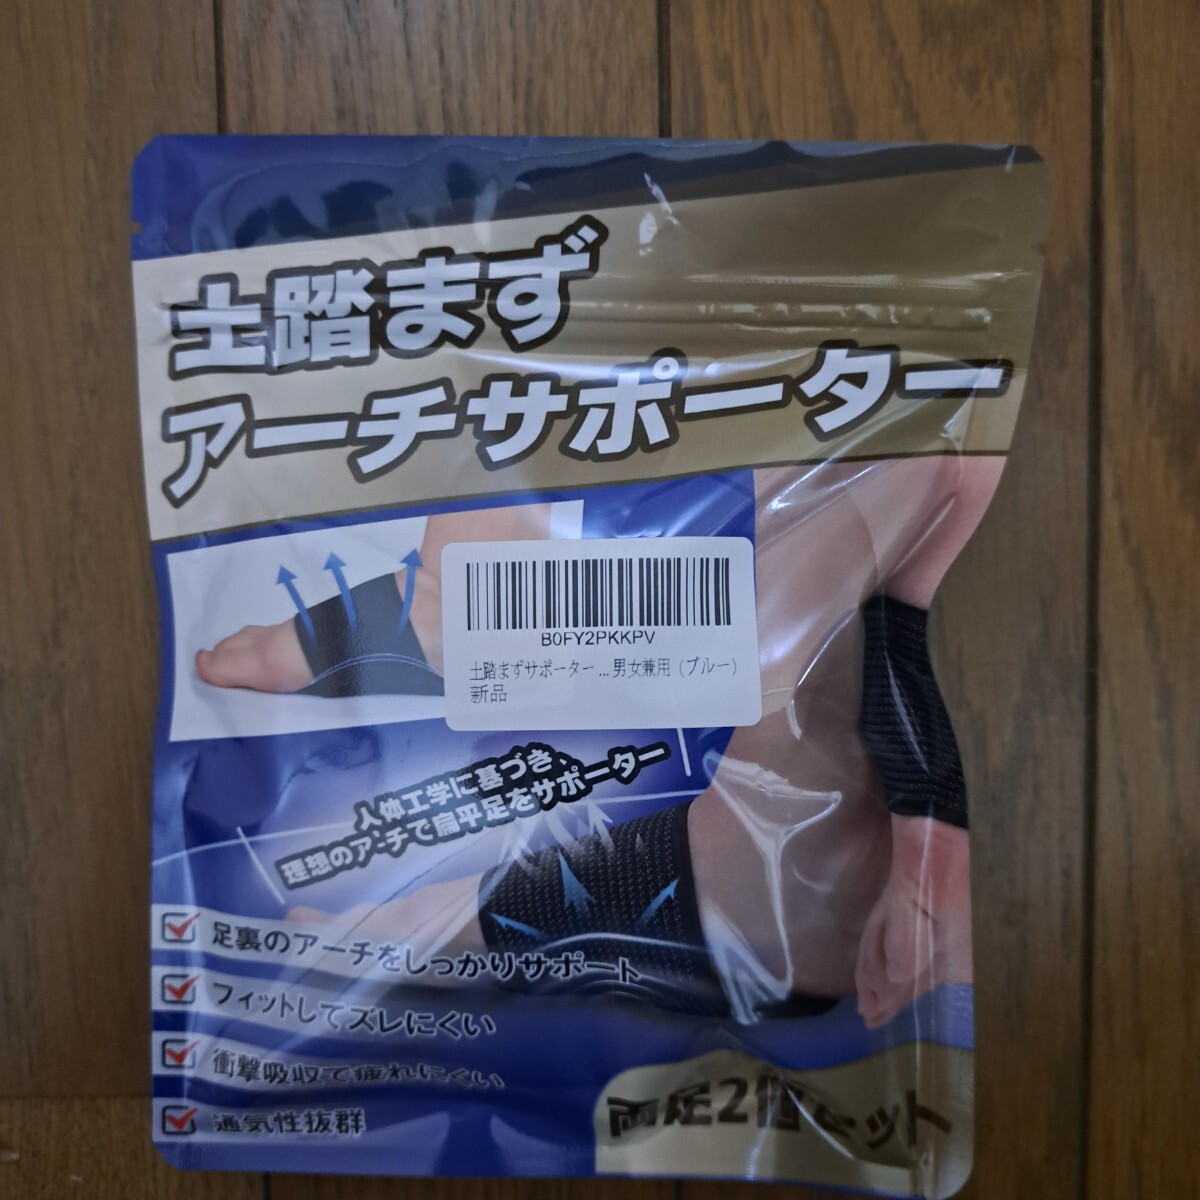 土踏まず
アーチサポーター
B0FY2PKKPV
土踏まずサポーター ... 男女兼用（ブルー）
新品
人体工学に基づき、
理想のアーチで扁平足をサポーター
足裏のアーチをしっかりサポート
フィットしてズレにくい
衝撃吸収で疲れにくい
通気性抜群
両足2個セット